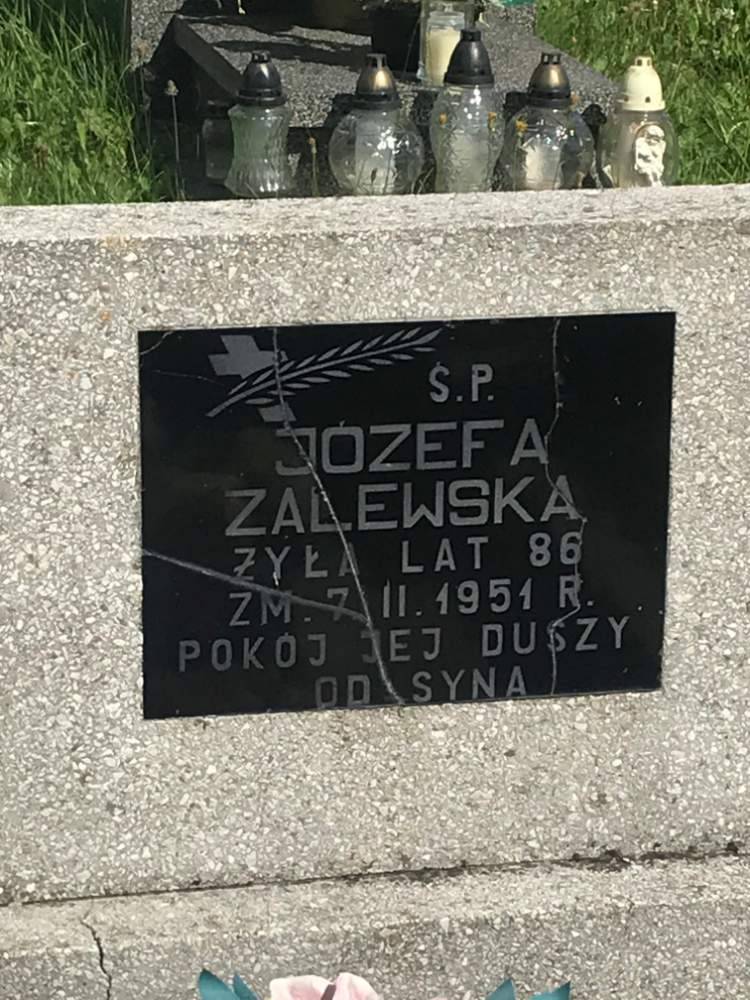 Ś.P.
JÓZEFA
ZALEWSKA
ŻYŁA LAT 86
ZM. 7. II. 1951 R.
POKÓJ JEJ DUSZY
OD SYNA